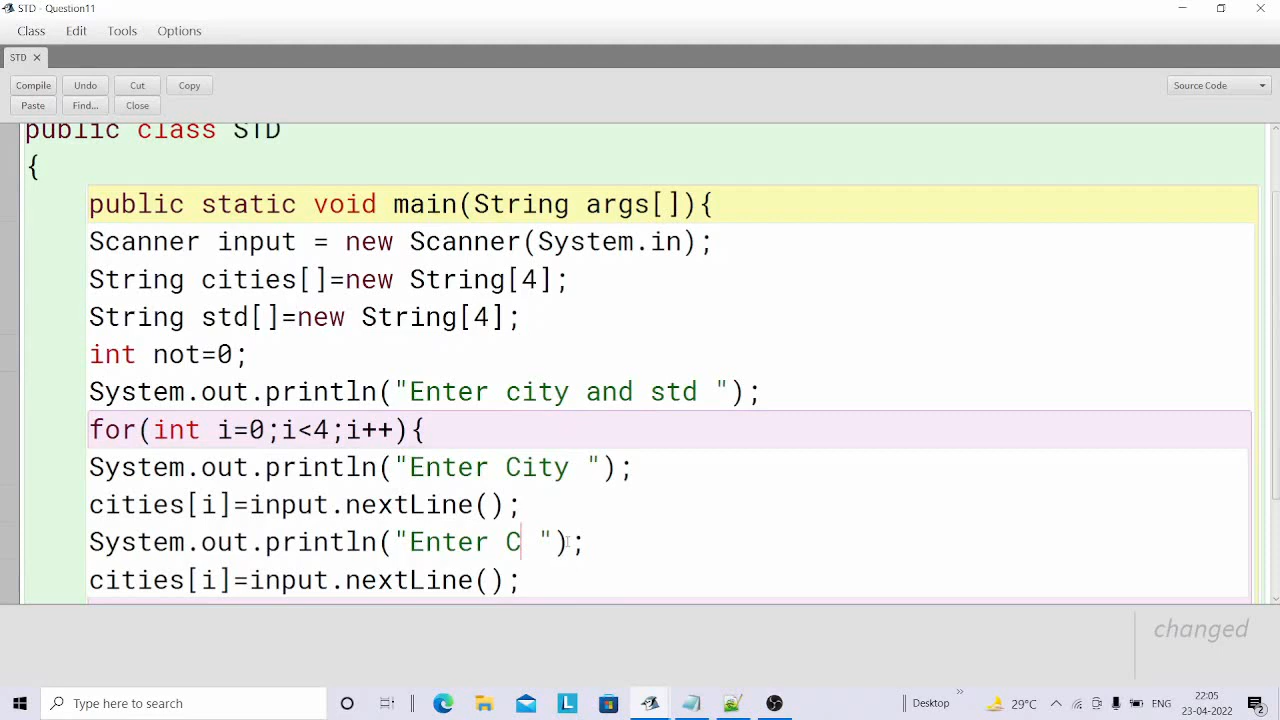 STD - Question11
Class Edit Tools Options
STD ×
Compile Undo Cut Copy Source Code
Paste Find... Close
public class STD
{
public static void main(String args[]){
Scanner input = new Scanner(System.in);
String cities[]=new String[4];
String std[]=new String[4];
int not=0;
System.out.println("Enter city and std ");
for(int i=0;i<4;i++){
System.out.println("Enter City ");
cities[i]=input.nextLine();
System.out.println("Enter C ");
cities[i]=input.nextLine();
changed
Type here to search
Desktop
29°C
ENG
22:05
23-04-2022
2